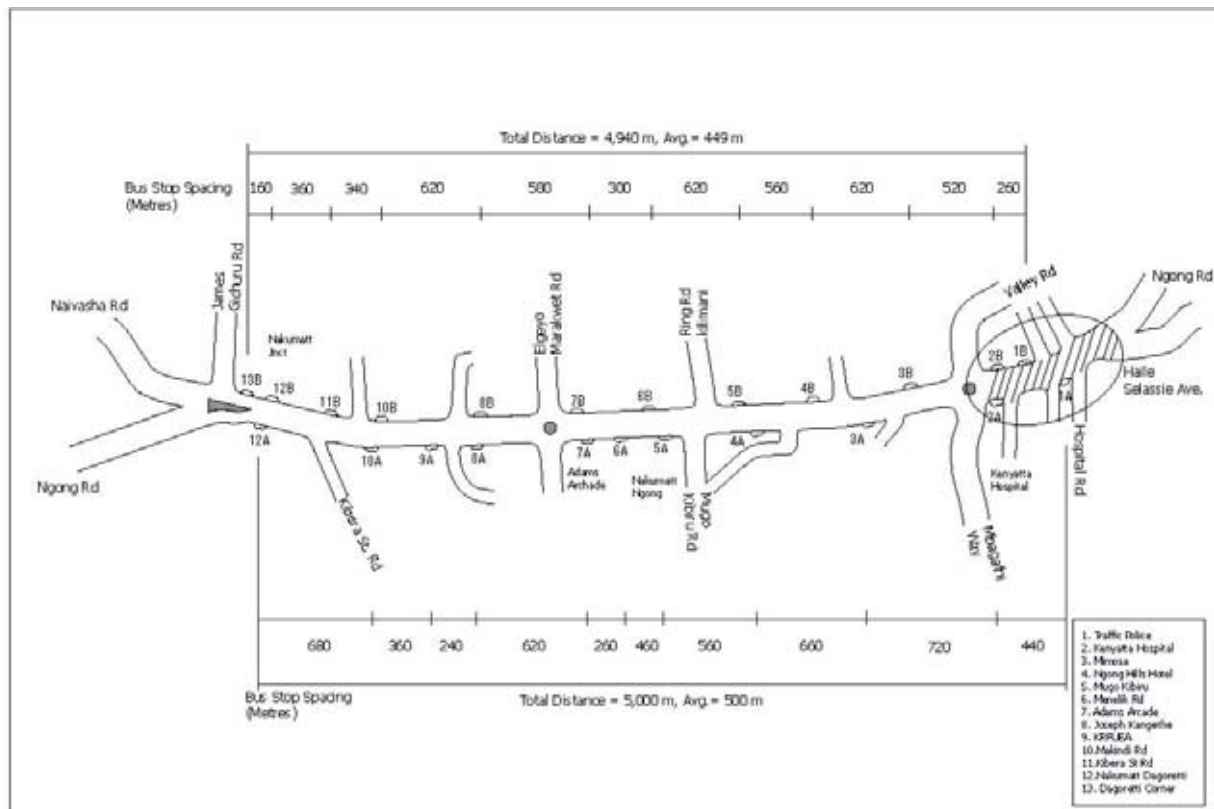 Total Distance = 4,940 m, Avg.= 449 m
Bus Stop Spacing
(Metres)
160 360 340 620 580 300 620 560 620 520 260
James
Gichuru Rd
Naivasha Rd
Nakumatt
Jnct
Elgeyo
Marakwet Rd
Ring Rd
kilimani
Valley Rd
Ngong Rd
13B 12B 11B 10B 8B 7B 6B 5B 4B 3B 2B 1B
Halle
Selassie Ave.
12A 10A 9A 8A 7A 6A 5A 4A 3A 2A 1A
Ngong Rd
Kibera St. Rd
Adams
Archade
Nakumatt
Ngong
Mugo
Kibiru Rd
Kenyatta
Hospital
Hospital Rd
Mbagathi
Way
680 360 240 620 260 460 560 660 720 440
Bus Stop Spacing
(Metres)
Total Distance = 5,000 m, Avg.= 500 m
1. Traffic Police
2. Kenyatta Hospital
3. Mimosa
4. Ngong Hills Hotel
5. Mugo Kibiru
6. Menelik Rd
7. Adams Arcade
8. Joseph Kangethe
9.
10.Makindi Rd
11.Kibera St Rd
12.Nakumatt Dagoretti
13. Dagoretti Corner